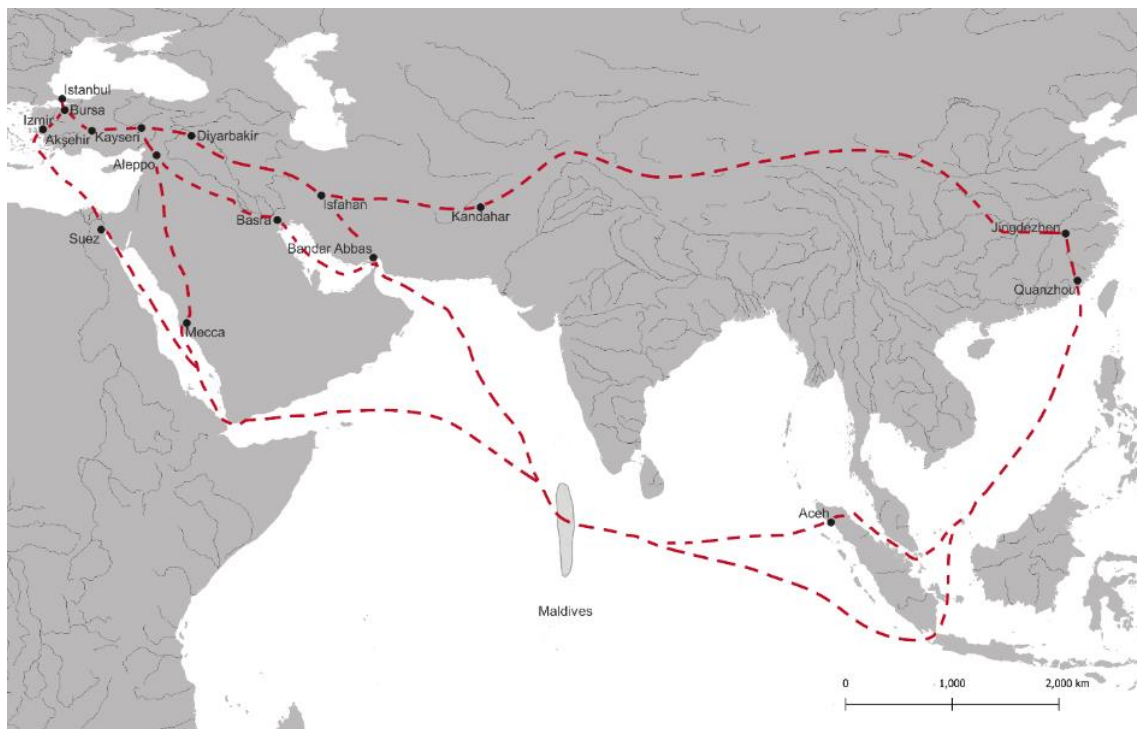 Istanbul
Bursa
Izmir
Akşehir
Kayseri
Diyarbakir
Aleppo
Isfahan
Kandahar
Basra
Suez
Bandar Abbas
Jingdezhen
Quanzhou
Mecca
Aceh
Maldives
0 1,000 2,000 km